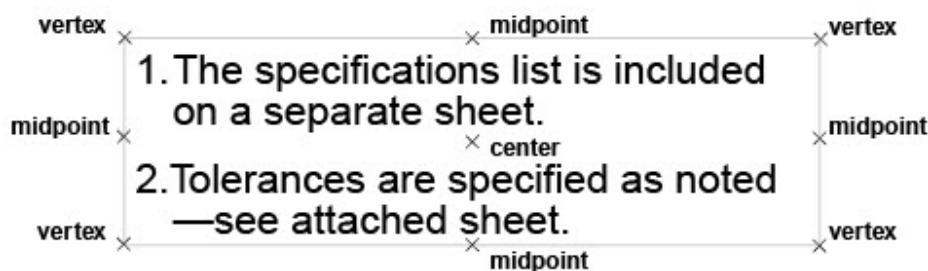 vertex midpoint vertex
1. The specifications list is included
on a separate sheet.
midpoint midpoint
center
2. Tolerances are specified as noted
—see attached sheet.
vertex vertex
midpoint